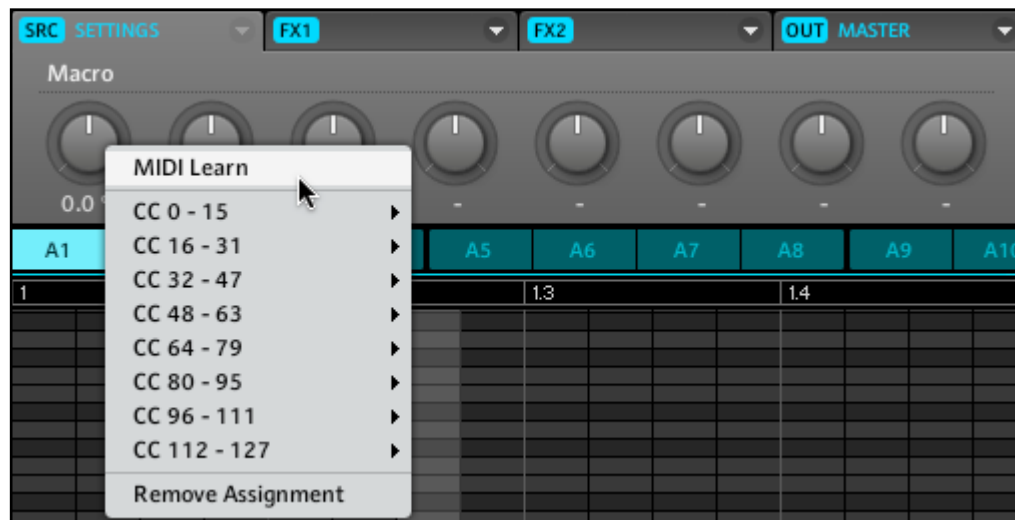 SRC SETTINGS FX1 FX2 OUT MASTER
Macro
MIDI Learn
0.0
- - - - -
CC 0 - 15
CC 16 - 31
CC 32 - 47
CC 48 - 63
CC 64 - 79
CC 80 - 95
CC 96 - 111
CC 112 - 127
Remove Assignment
A1 A5 A6 A7 A8 A9 A10
1 1.3 1.4